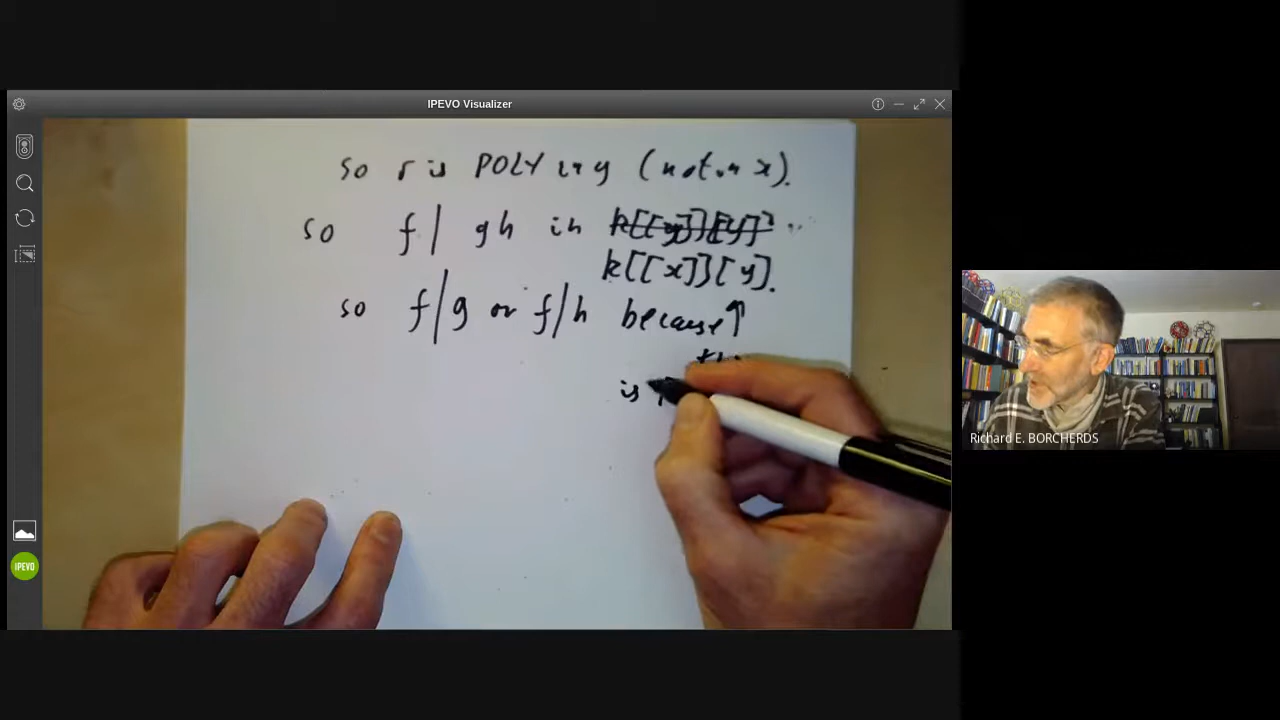 IPEVO Visualizer
so r is POLY in y (not in x).
so f | gh in k[[y]][y]
k[[x]][y].
so f|g or f|h because ↑
is
IPEVO
Richard E. BORCHERDS